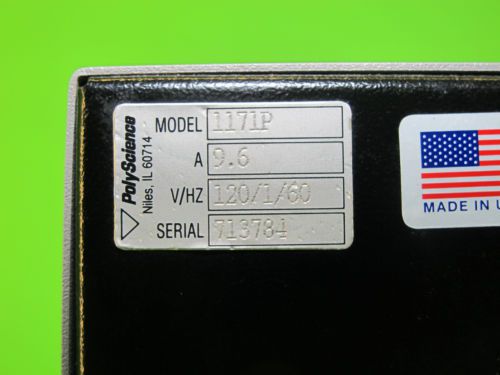 PolyScience
Niles, IL 60714
MODEL 1171P
A 9.6
V/HZ 120/1/60
SERIAL 713784
MADE IN U